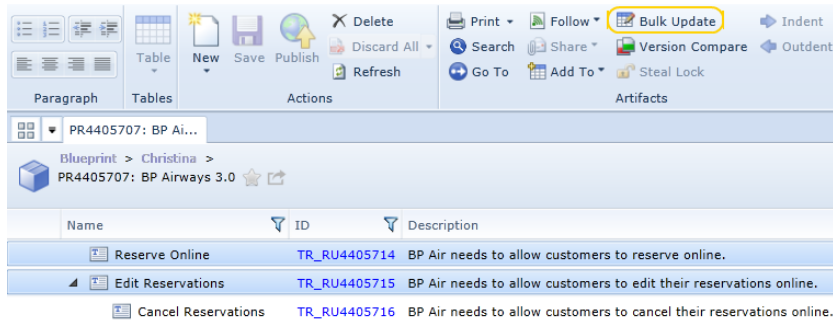 Delete Print Follow Bulk Update Indent
Discard All Search Share Version Compare Outdent
Table New Save Publish
Refresh Go To Add To Steal Lock
Paragraph Tables Actions Artifacts
PR4405707: BP Ai...
Blueprint > Christina >
PR4405707: BP Airways 3.0
Name ID Description
Reserve Online TR_RU4405714 BP Air needs to allow customers to reserve online.
Edit Reservations TR_RU4405715 BP Air needs to allow customers to edit their reservations online.
Cancel Reservations TR_RU4405716 BP Air needs to allow customers to cancel their reservations online.